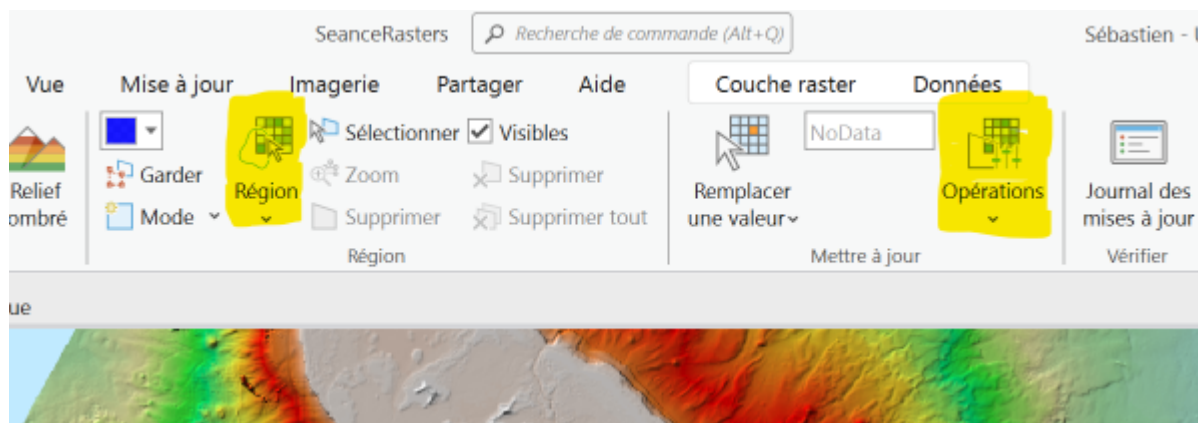 SeanceRasters
Recherche de commande (Alt+Q)
Sébastien - U
Vue Mise à jour Imagerie Partager Aide Couche raster Données
Relief
ombré
Garder
Mode
Région
Sélectionner Visibles
Zoom Supprimer
Supprimer Supprimer tout
Région
Remplacer
une valeur
NoData
Opérations
Mettre à jour
Journal des
mises à jour
Vérifier
ue